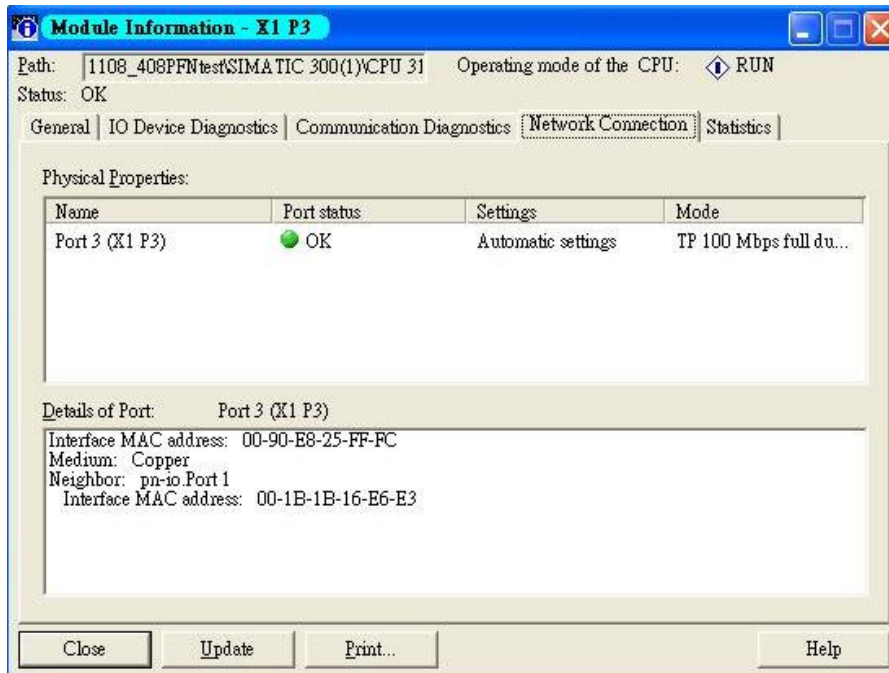 Module Information - X1 P3
Path: 1108_408PFNtest\SIMATIC 300(1)\CPU 31 Operating mode of the CPU: RUN
Status: OK
General IO Device Diagnostics Communication Diagnostics Network Connection Statistics
Physical Properties:
Name Port status Settings Mode
Port 3 (X1 P3) OK Automatic settings TP 100 Mbps full du...
Details of Port: Port 3 (X1 P3)
Interface MAC address: 00-90-E8-25-FF-FC
Medium: Copper
Neighbor: pn-io.Port 1
Interface MAC address: 00-1B-1B-16-E6-E3
Close Update Print... Help